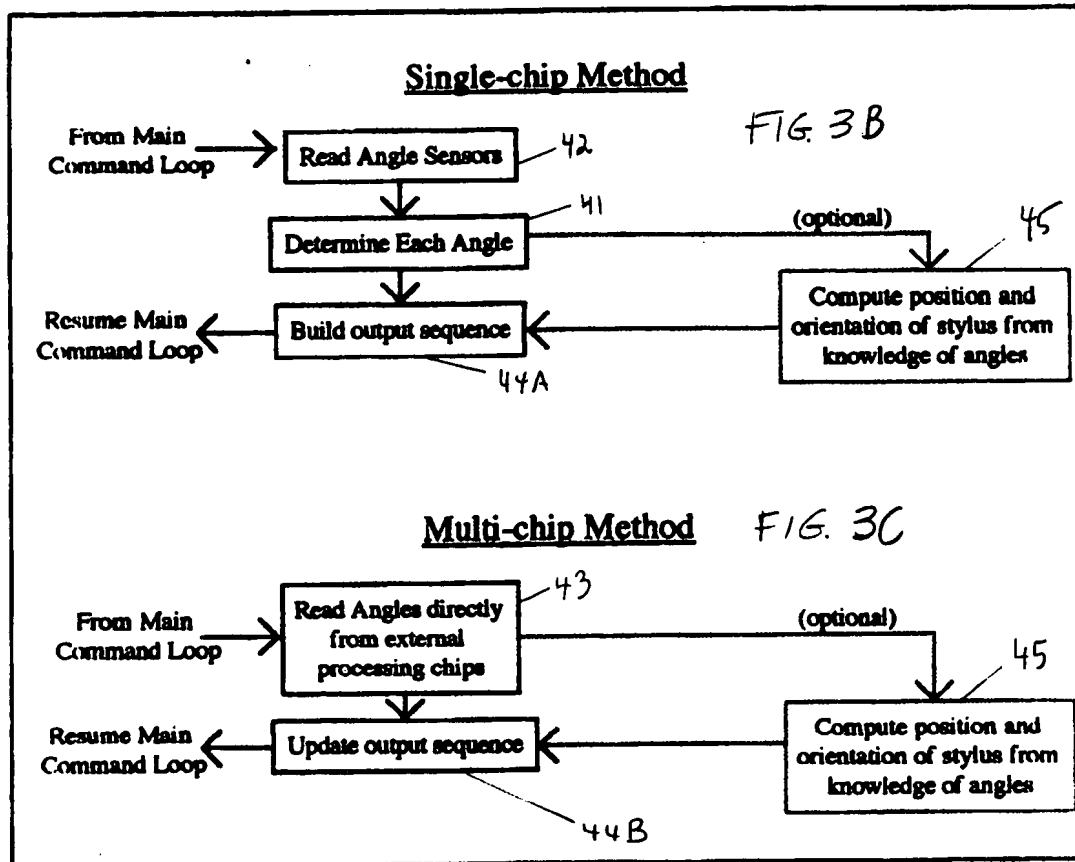 Single-chip Method
FIG. 3B
From Main
Command Loop
Read Angle Sensors
42
41
Determine Each Angle
(optional)
45
Compute position and
orientation of stylus from
knowledge of angles
Resume Main
Command Loop
Build output sequence
44A
Multi-chip Method
FIG. 3C
43
From Main
Command Loop
Read Angles directly
from external
processing chips
(optional)
45
Resume Main
Command Loop
Update output sequence
Compute position and
orientation of stylus from
knowledge of angles
44B